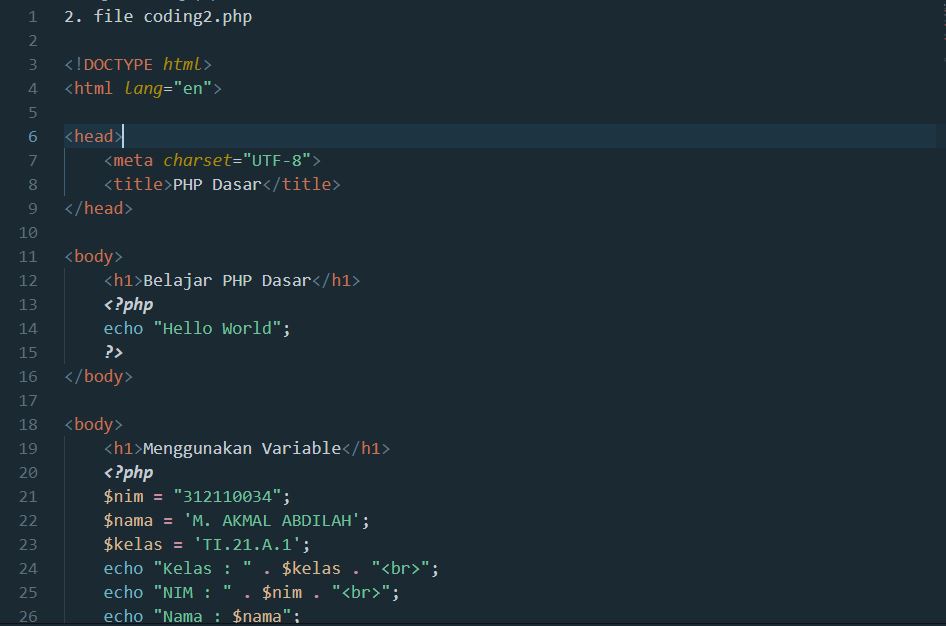 1 2. file coding2.php
2
3 <!DOCTYPE html>
4 <html lang="en">
5
6 <head>
7     <meta charset="UTF-8">
8     <title>PHP Dasar</title>
9 </head>
10
11 <body>
12     <h1>Belajar PHP Dasar</h1>
13     <?php
14     echo "Hello World";
15     ?>
16 </body>
17
18 <body>
19     <h1>Menggunakan Variable</h1>
20     <?php
21     $nim = "312110034";
22     $nama = 'M. AKMAL ABDILAH';
23     $kelas = 'TI.21.A.1';
24     echo "Kelas : " . $kelas . "<br>";
25     echo "NIM : " . $nim . "<br>";
26     echo "Nama : $nama";